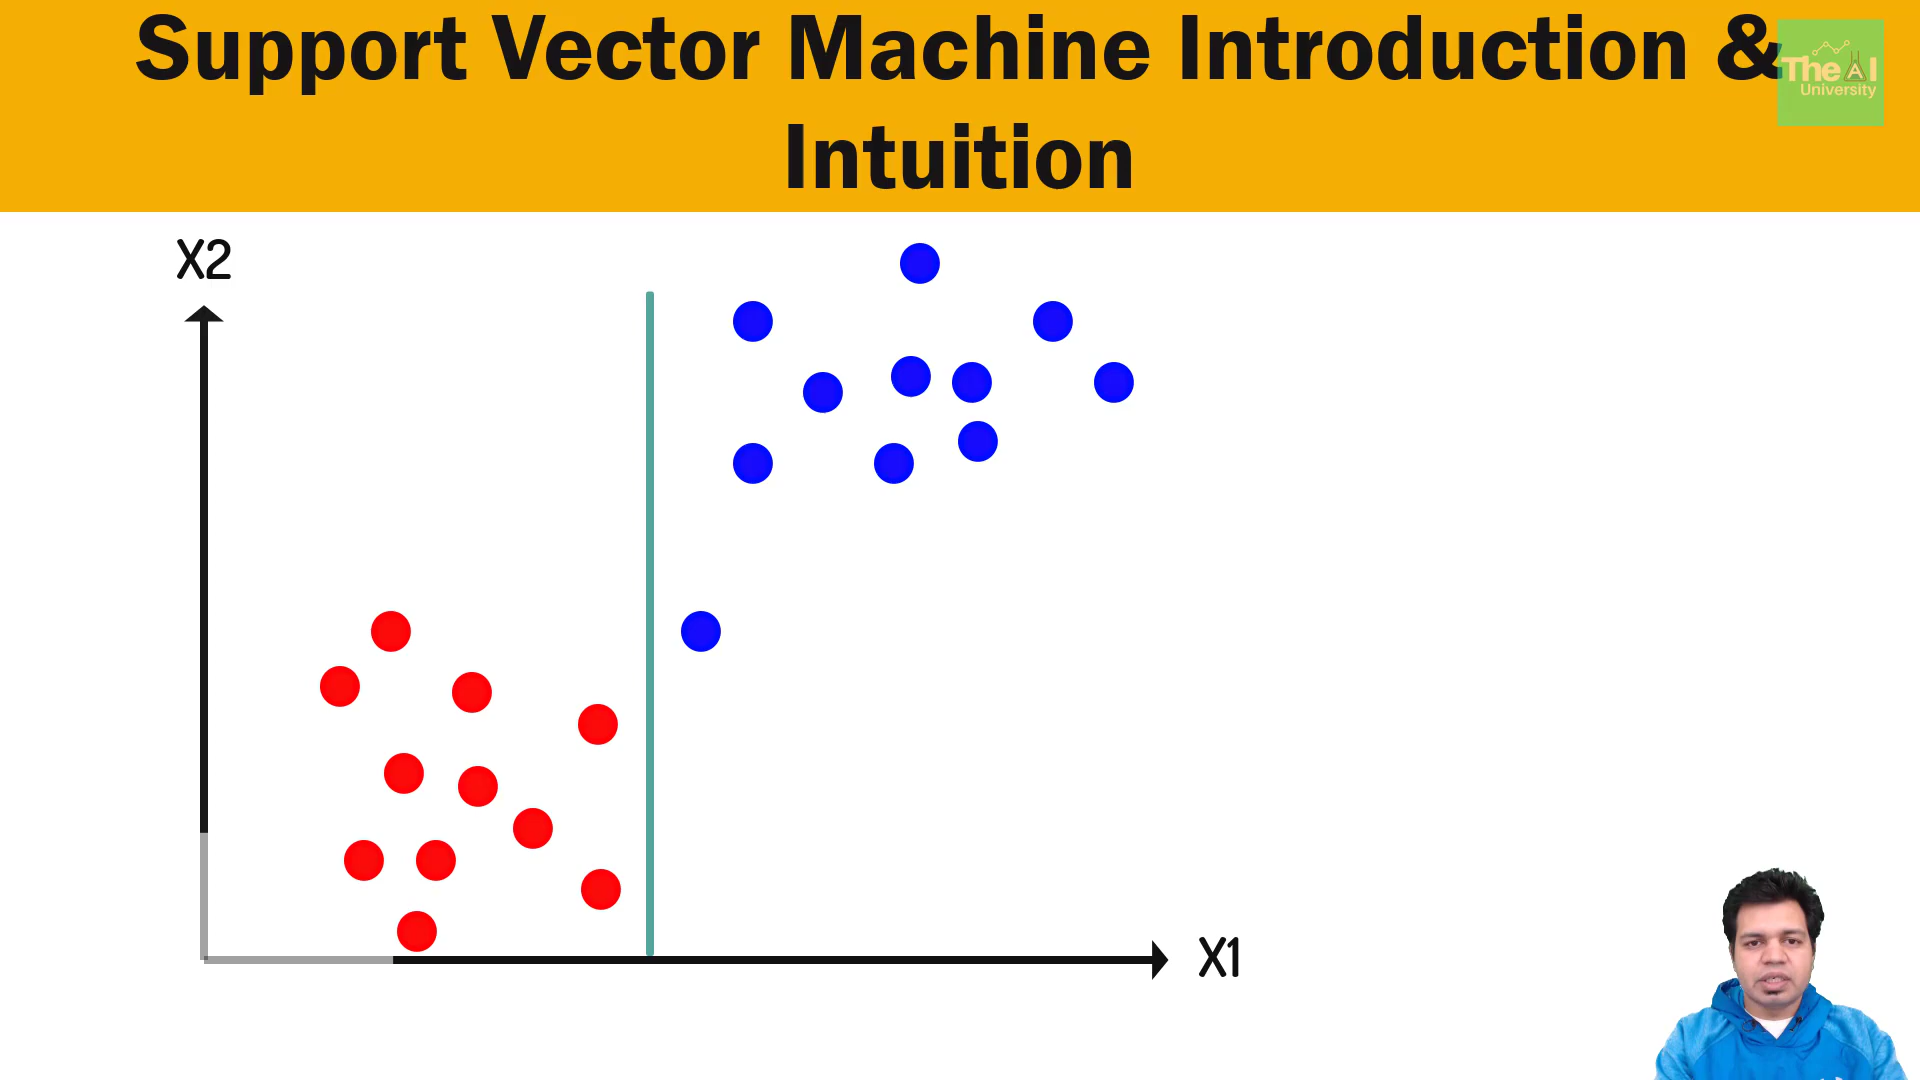 Support Vector Machine Introduction &
Intuition
The AI
University
X2
X1